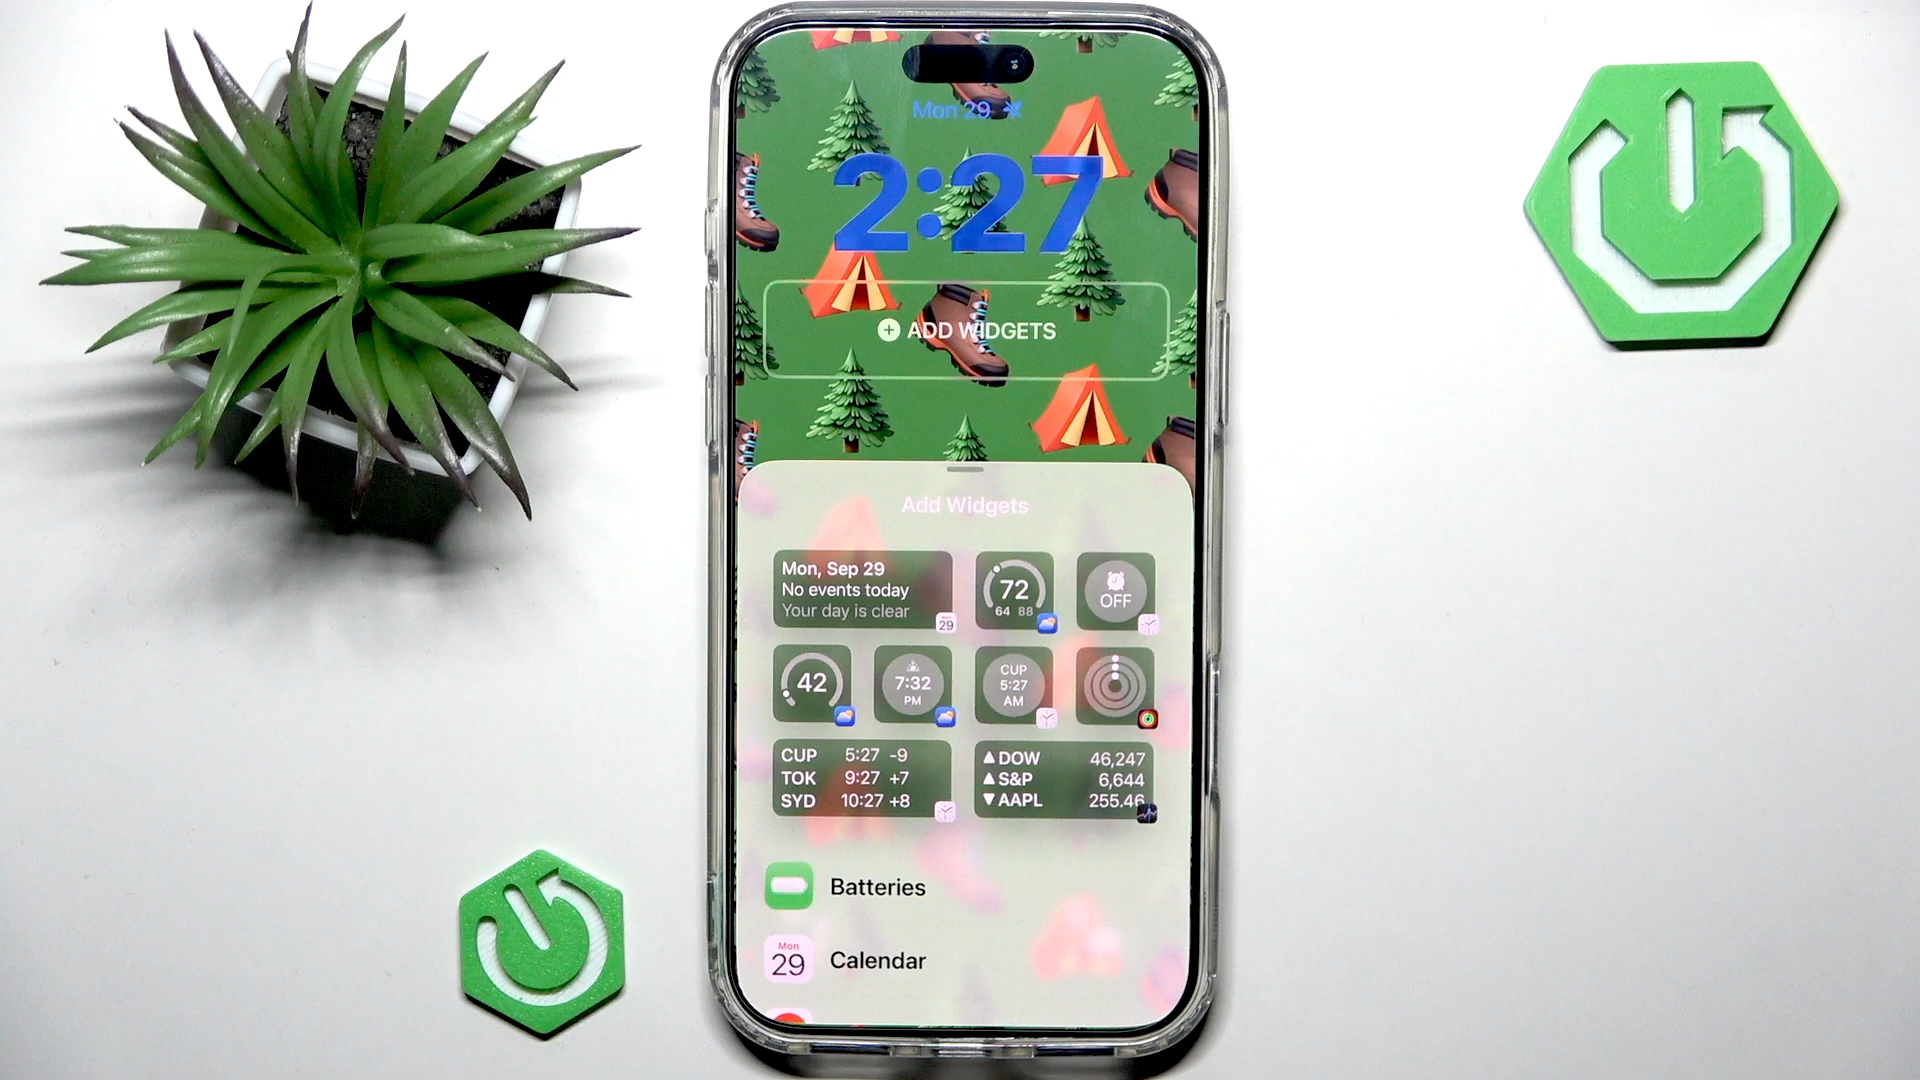 Mon 29
2:27
ADD WIDGETS
Add Widgets
Mon, Sep 29
No events today
Your day is clear
29
72
64 88
OFF
42
7:32
PM
CUP
5:27
AM
CUP 5:27 -9
TOK 9:27 +7
SYD 10:27 +8
▲DOW 46,247
▲S&P 6,644
▼AAPL 255.46
Batteries
Mon
29
Calendar